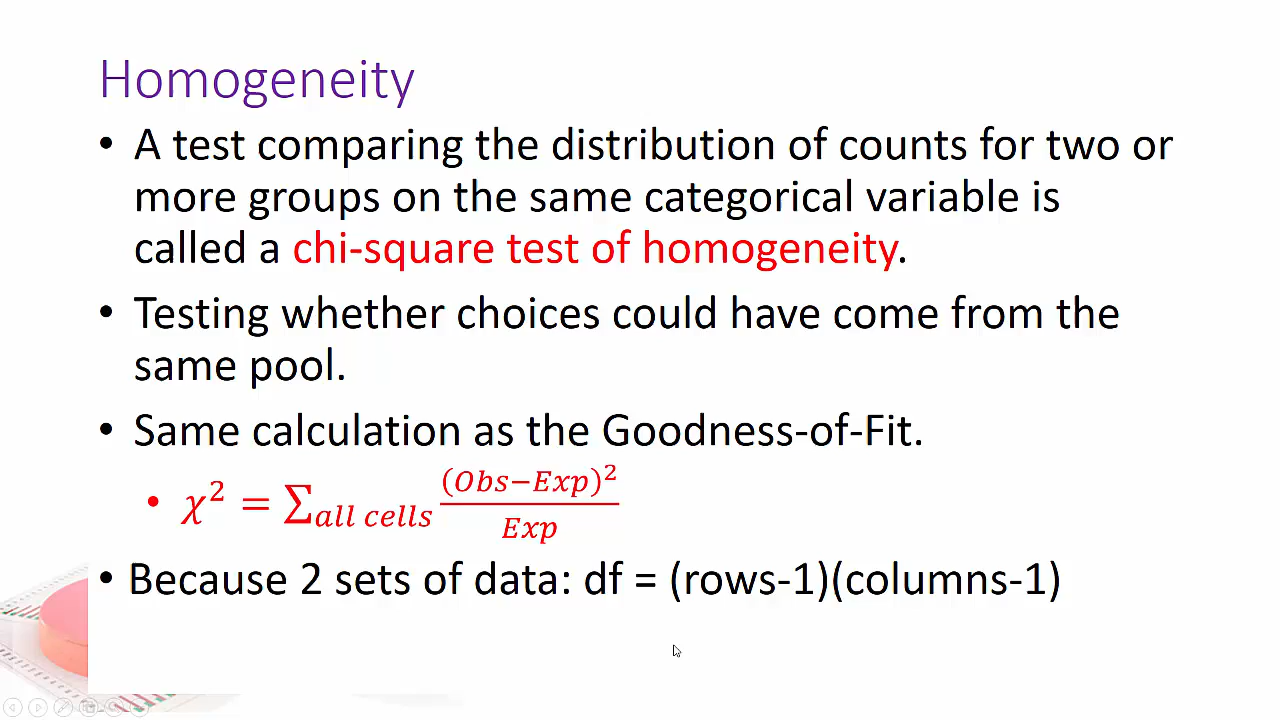 Homogeneity
• A test comparing the distribution of counts for two or
more groups on the same categorical variable is
called a chi-square test of homogeneity.
• Testing whether choices could have come from the
same pool.
• Same calculation as the Goodness-of-Fit.
• χ² = ∑all cells (Obs−Exp)²/Exp
• Because 2 sets of data: df = (rows-1)(columns-1)